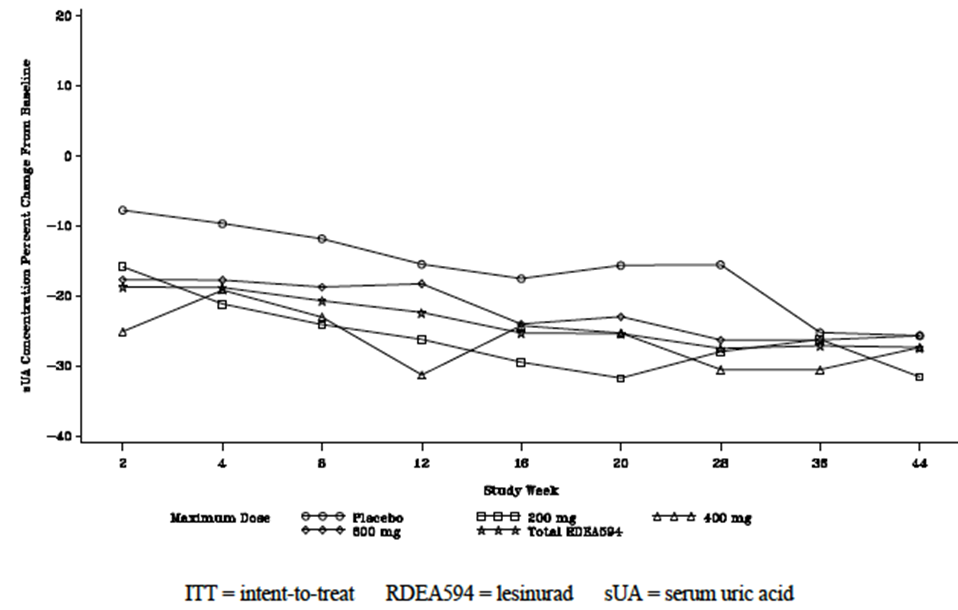 20
10
0
-10
-20
-30
-40
sUA Concentration Percent Change From Baseline
2 4 8 12 16 20 28 36 44
Study Week
Maximum Dose Placebo 200 mg 400 mg
600 mg Total RDEA594
ITT = intent-to-treat RDEA594 = lesinurad sUA = serum uric acid